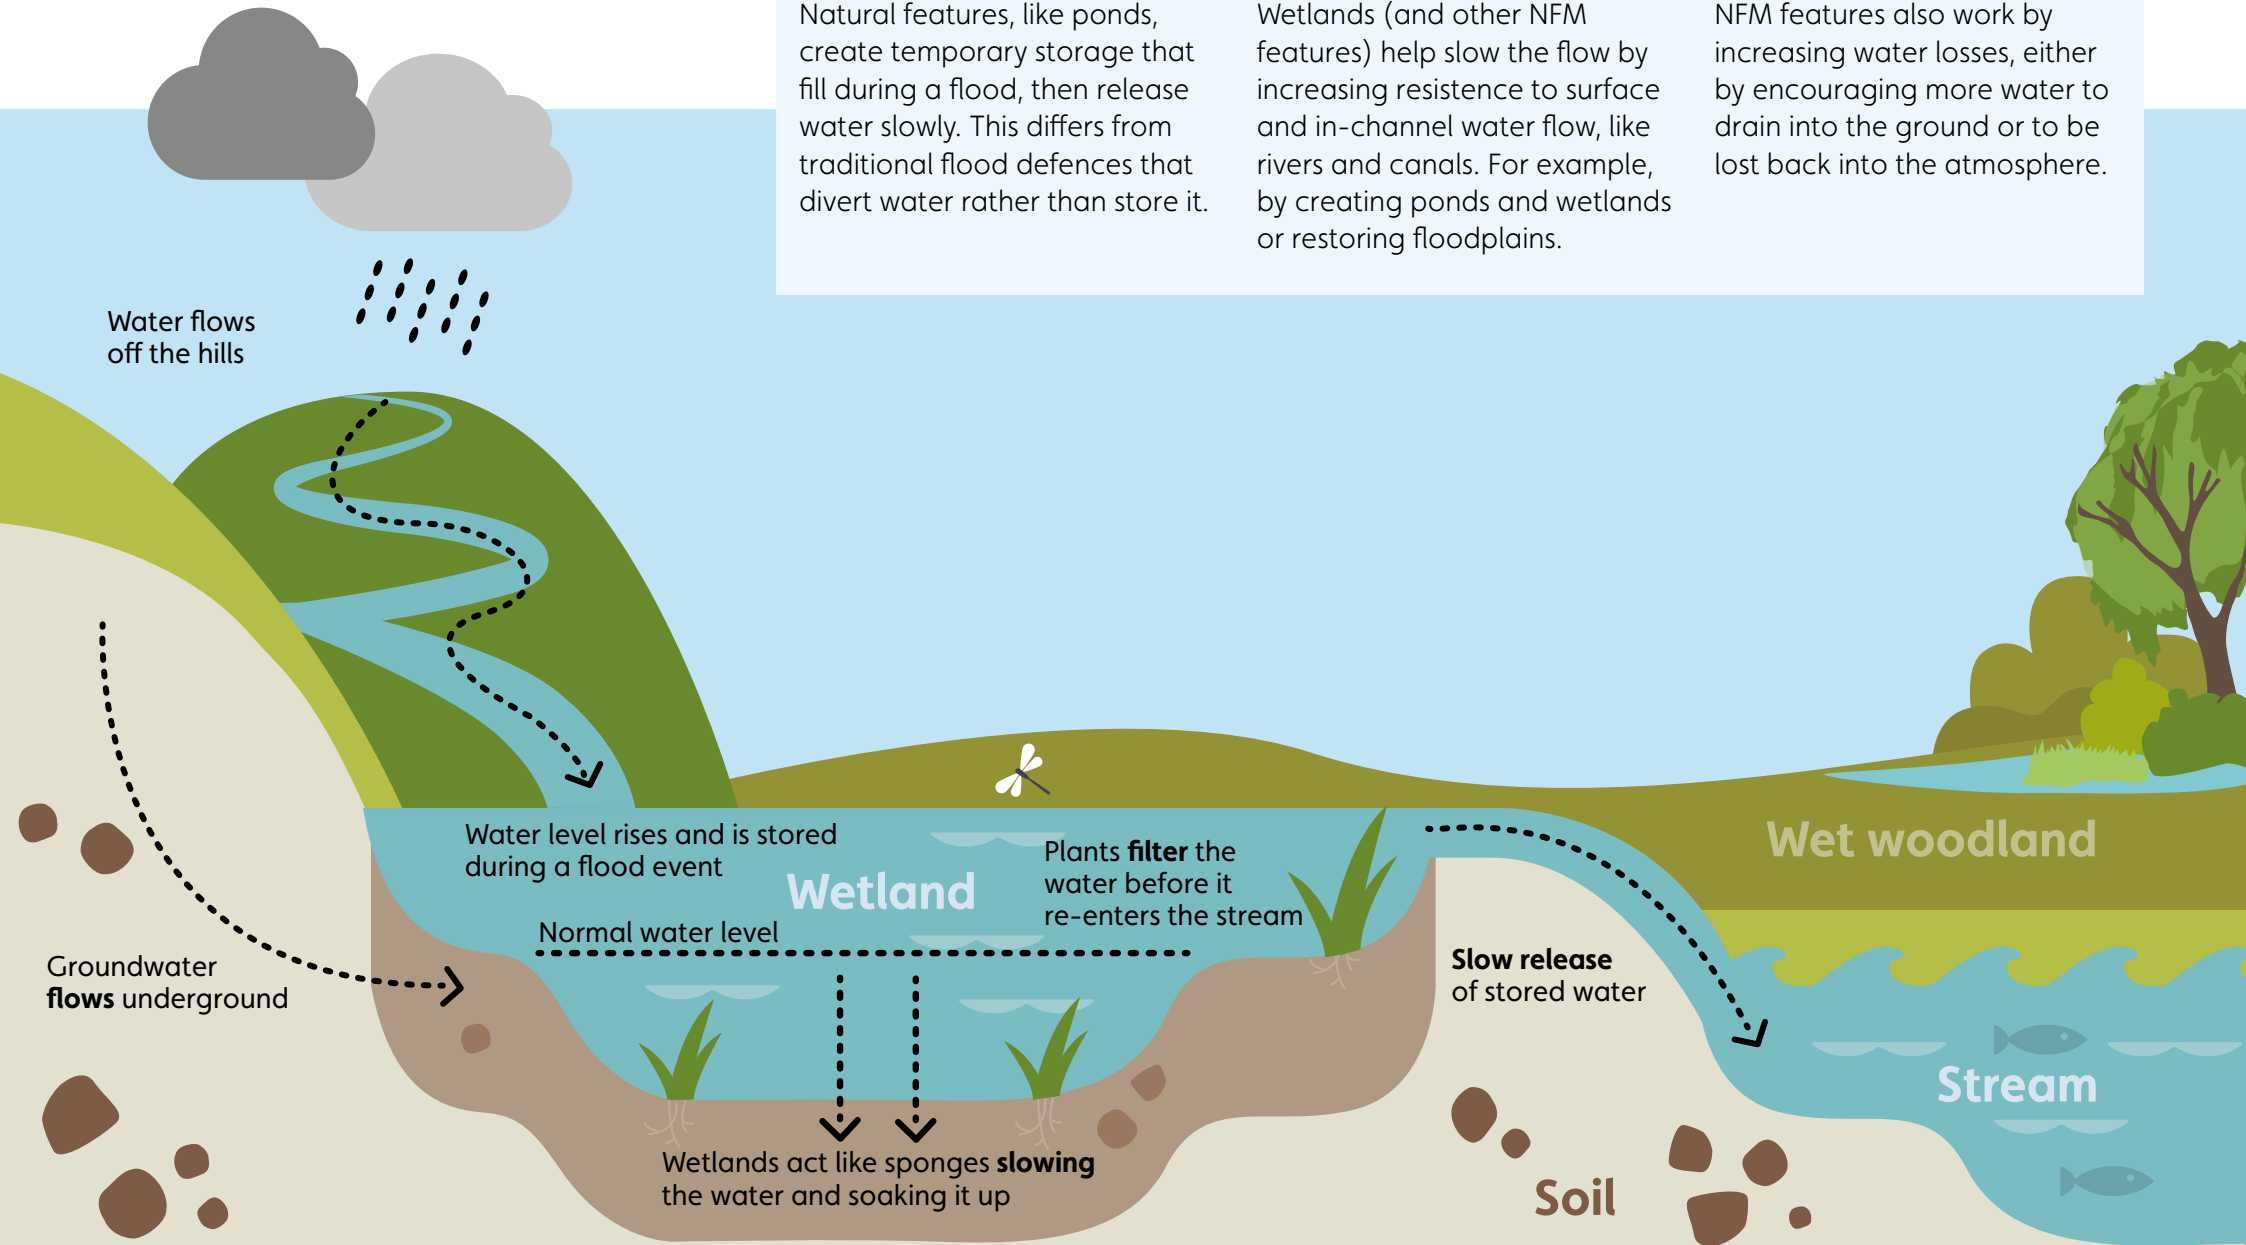 Natural features, like ponds,
create temporary storage that
fill during a flood, then release
water slowly. This differs from
traditional flood defences that
divert water rather than store it.
Wetlands (and other NFM
features) help slow the flow by
increasing resistence to surface
and in-channel water flow, like
rivers and canals. For example,
by creating ponds and wetlands
or restoring floodplains.
NFM features also work by
increasing water losses, either
by encouraging more water to
drain into the ground or to be
lost back into the atmosphere.
Water flows
off the hills
Water level rises and is stored
during a flood event
Wetland
Plants filter the
water before it
re-enters the stream
Normal water level
Wet woodland
Groundwater
flows underground
Slow release
of stored water
Stream
Wetlands act like sponges slowing
the water and soaking it up
Soil